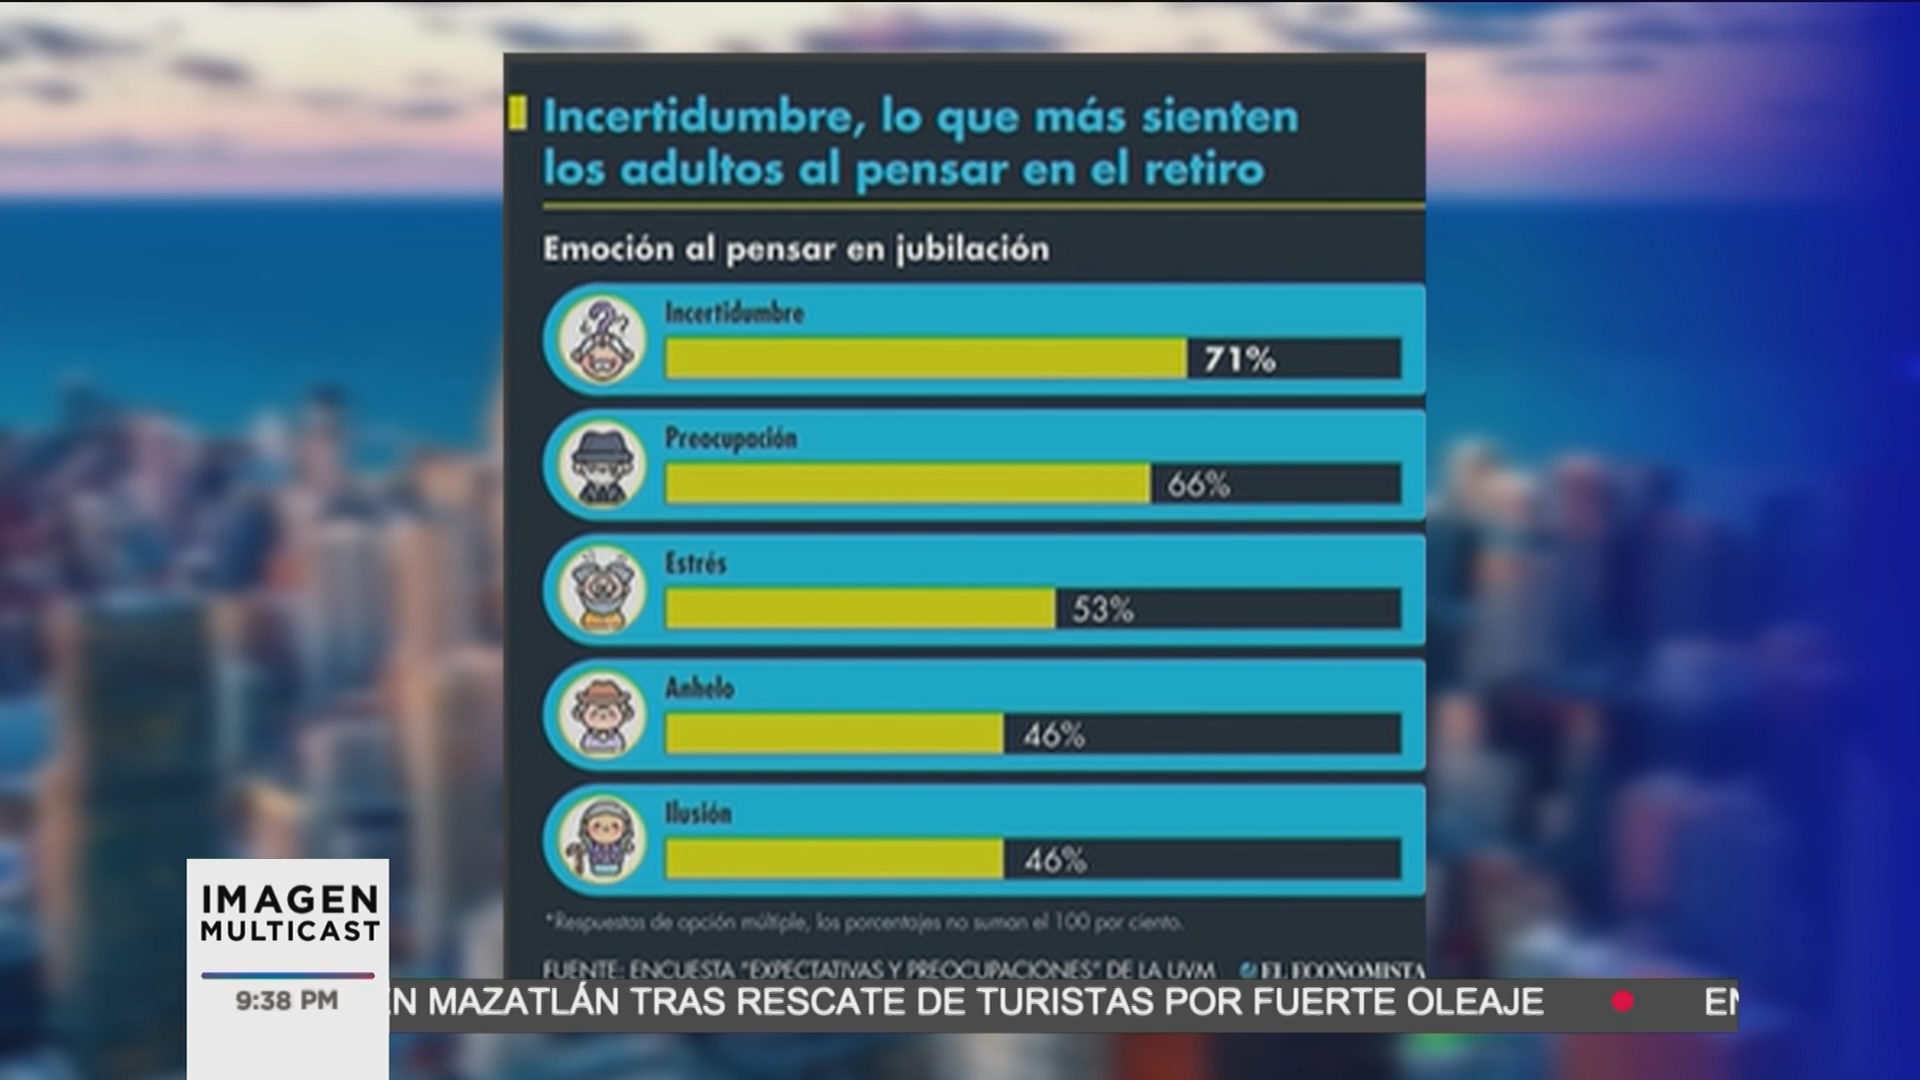 Incertidumbre, lo que más sienten
los adultos al pensar en el retiro
Emoción al pensar en jubilación
Incertidumbre
71%
Preocupación
66%
Estrés
53%
Anhelo
46%
Ilusión
46%
*Respuestas de opción múltiple, los porcentajes no suman el 100 por ciento.
FUENTE: ENCUESTA "EXPECTATIVAS Y PREOCUPACIONES" DE LA UVM
EL ECONOMISTA
IMAGEN
MULTICAST
9:38 PM
EN MAZATLÁN TRAS RESCATE DE TURISTAS POR FUERTE OLEAJE • EN